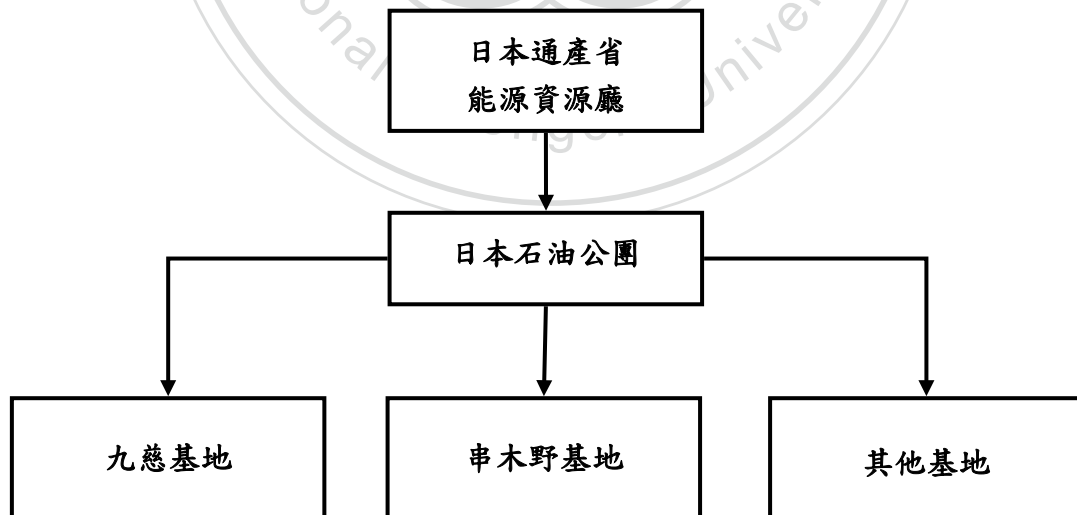 日本通產省
能源資源廳
日本石油公團
九慈基地
串木野基地
其他基地